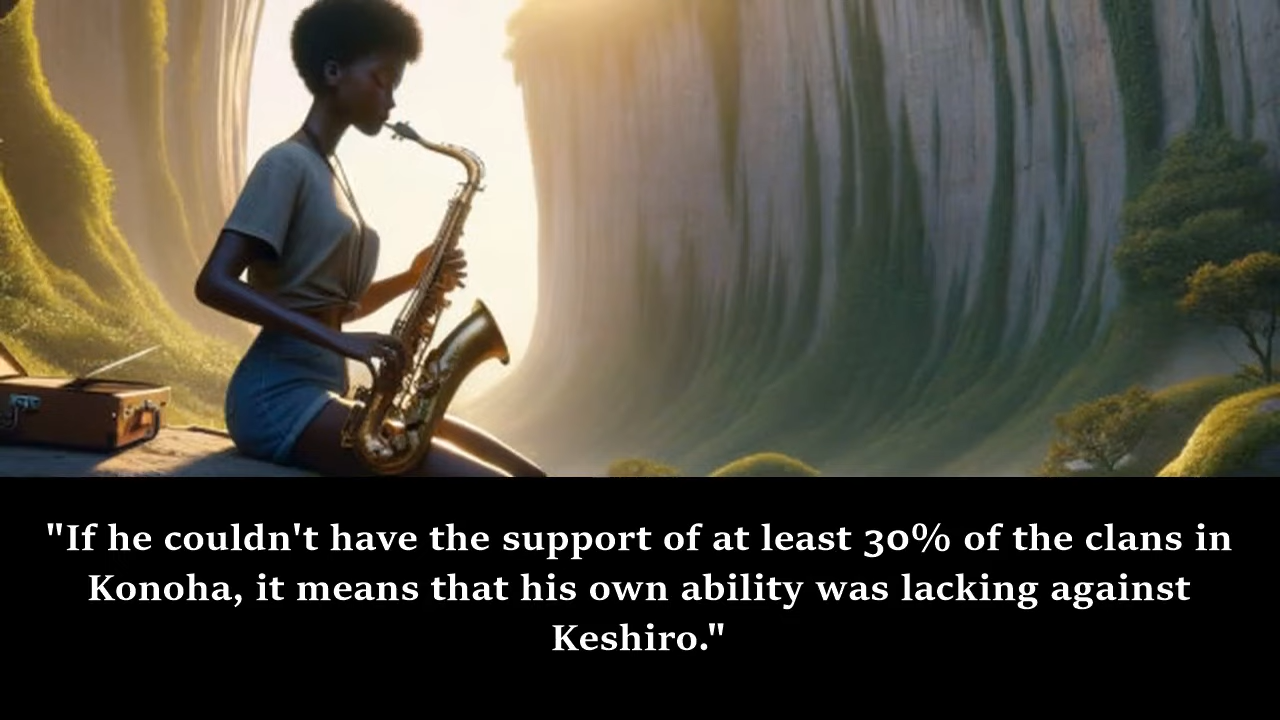 "If he couldn't have the support of at least 30% of the clans in
Konoha, it means that his own ability was lacking against
Keshiro."